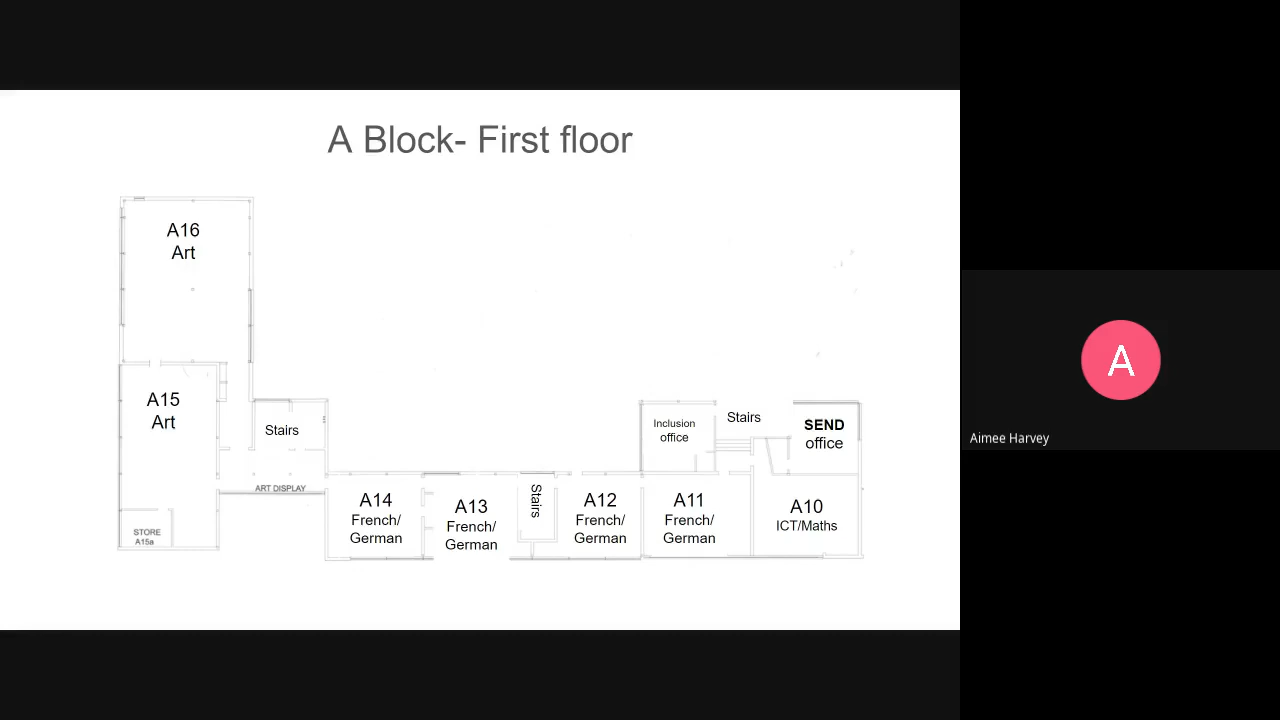 A Block- First floor
A16
Art
A15
Art
STORE
A15a
Stairs
ART DISPLAY
A14
French/
German
A13
French/
German
Stairs
A12
French/
German
Inclusion
office
Stairs
SEND
office
A11
French/
German
A10
ICT/Maths
A
Aimee Harvey